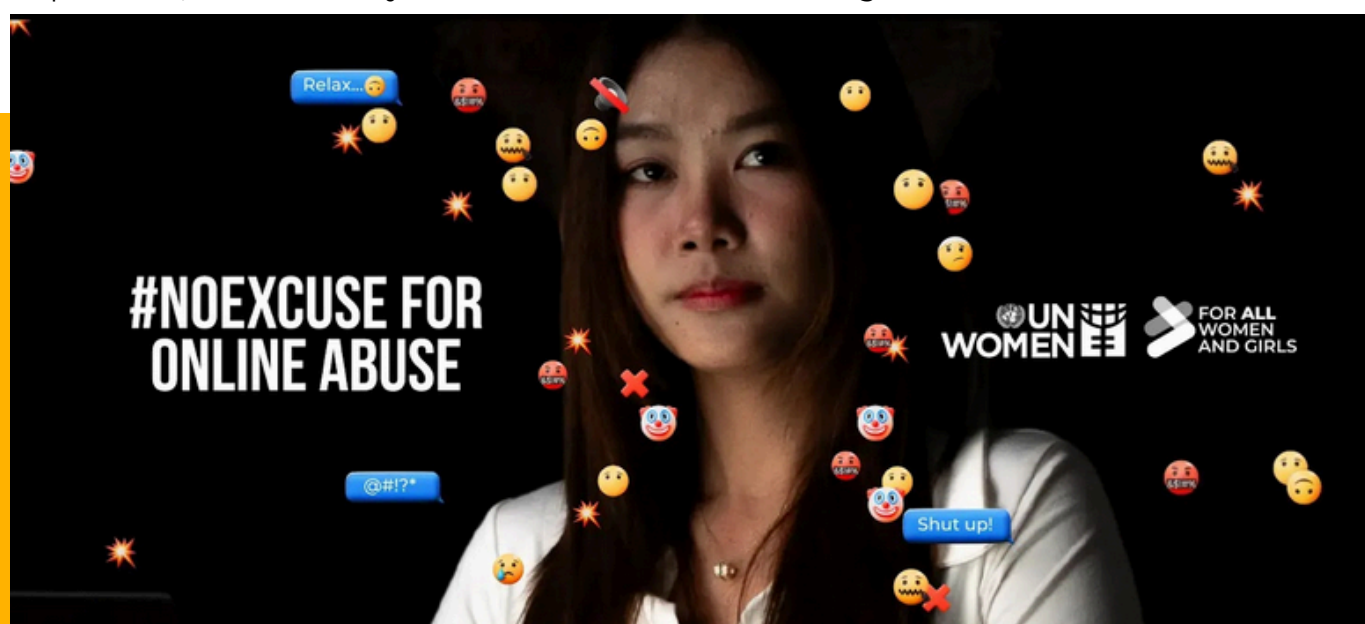 Relax...🙃
#NOEXCUSE FOR
ONLINE ABUSE
UN
WOMEN
FOR ALL
WOMEN
AND GIRLS
@#!?*
Shut up!